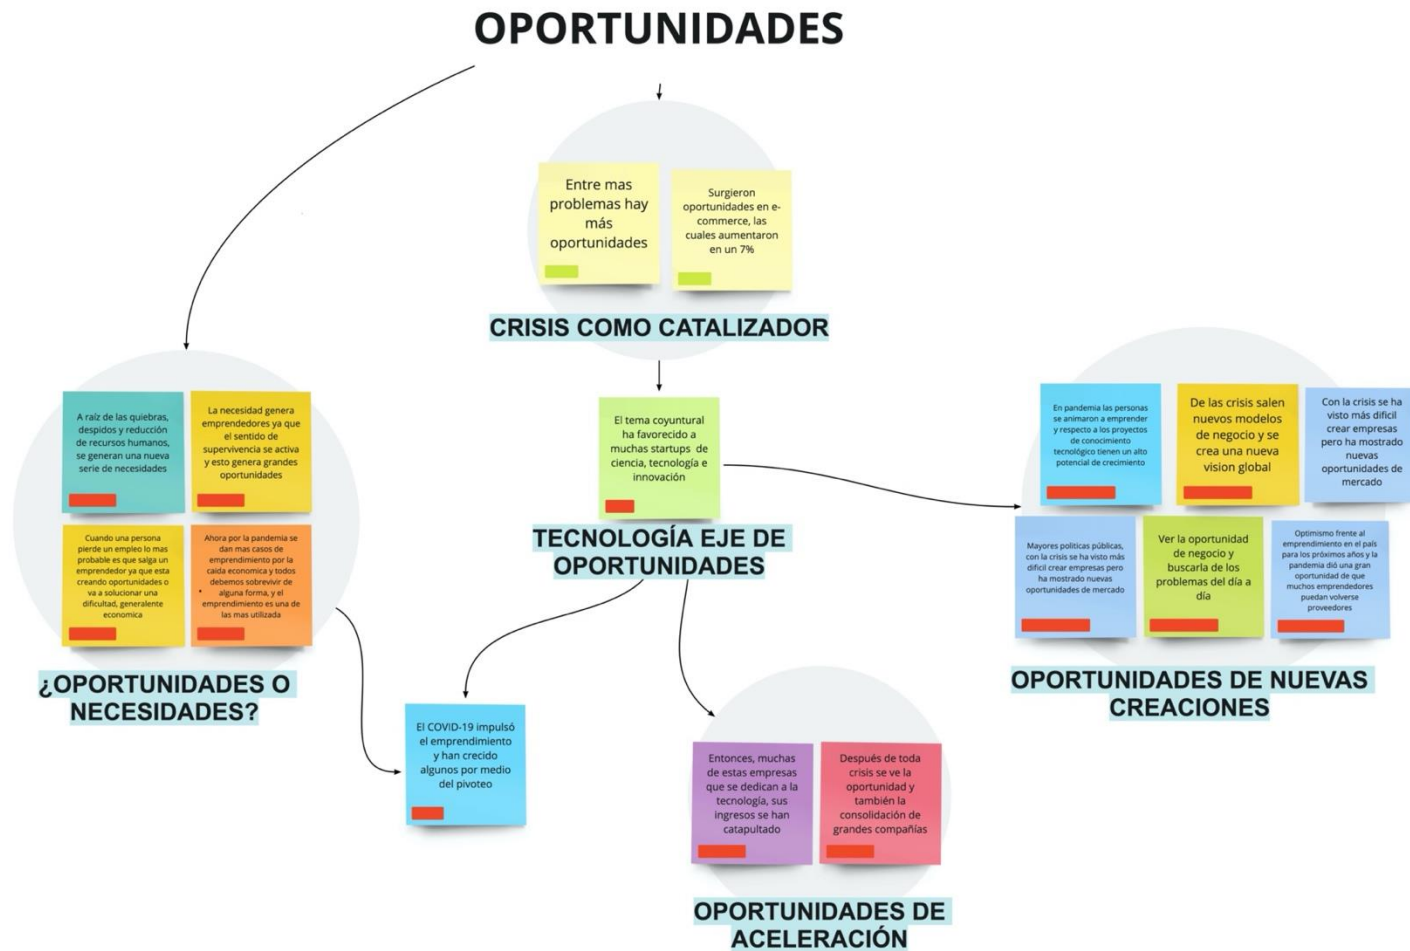 OPORTUNIDADES
Entre mas
problemas hay
más
oportunidades
Surgieron
oportunidades en e-
commerce, las
cuales aumentaron
en un 7%
CRISIS COMO CATALIZADOR
A raíz de las quiebras,
despidos y reducción
de recursos humanos,
se generan una nueva
serie de necesidades
La necesidad genera
emprendedores ya que
el sentido de
supervivencia se activa
y esto genera grandes
oportunidades
Cuando una persona
pierde un empleo lo mas
probable es que salga un
emprendedor ya que esta
creando oportunidades o
va a solucionar una
dificultad, generalente
economica
Ahora por la pandemia se
dan mas casos de
emprendimiento por la
caida economica y todos
debemos sobrevivir de
alguna forma, y el
emprendimiento es una de
las mas utilizada
¿OPORTUNIDADES O
NECESIDADES?
El tema coyuntural
ha favorecido a
muchas startups de
ciencia, tecnología e
innovación
TECNOLOGÍA EJE DE
OPORTUNIDADES
En pandemia las personas
se animaron a emprender
y respecto a los proyectos
de conocimiento
tecnológico tienen un alto
potencial de crecimiento
De las crisis salen
nuevos modelos
de negocio y se
crea una nueva
vision global
Con la crisis se ha
visto más dificil
crear empresas
pero ha mostrado
nuevas
oportunidades de
mercado
Mayores politicas públicas,
con la crisis se ha visto más
dificil crear empresas pero
ha mostrado nuevas
oportunidades de mercado
Ver la oportunidad
de negocio y
buscarla de los
problemas del día a
día
Optimismo frente al
emprendimiento en el país
para los próximos años y la
pandemia dió una gran
oportunidad de que
muchos emprendedores
puedan volverse
proveedores
OPORTUNIDADES DE NUEVAS
CREACIONES
El COVID-19 impulsó
el emprendimiento
y han crecido
algunos por medio
del pivoteo
Entonces, muchas
de estas empresas
que se dedican a la
tecnología, sus
ingresos se han
catapultado
Después de toda
crisis se ve la
oportunidad y
también la
consolidación de
grandes compañías
OPORTUNIDADES DE
ACELERACIÓN